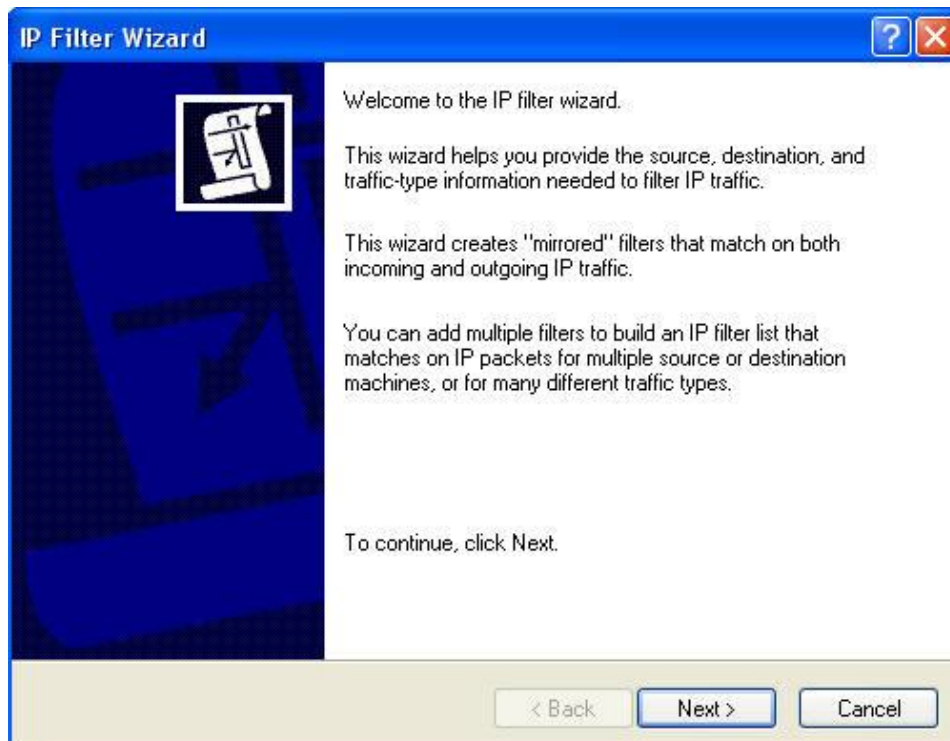 IP Filter Wizard
Welcome to the IP filter wizard.
This wizard helps you provide the source, destination, and
traffic-type information needed to filter IP traffic.
This wizard creates "mirrored" filters that match on both
incoming and outgoing IP traffic.
You can add multiple filters to build an IP filter list that
matches on IP packets for multiple source or destination
machines, or for many different traffic types.
To continue, click Next.
< Back Next > Cancel